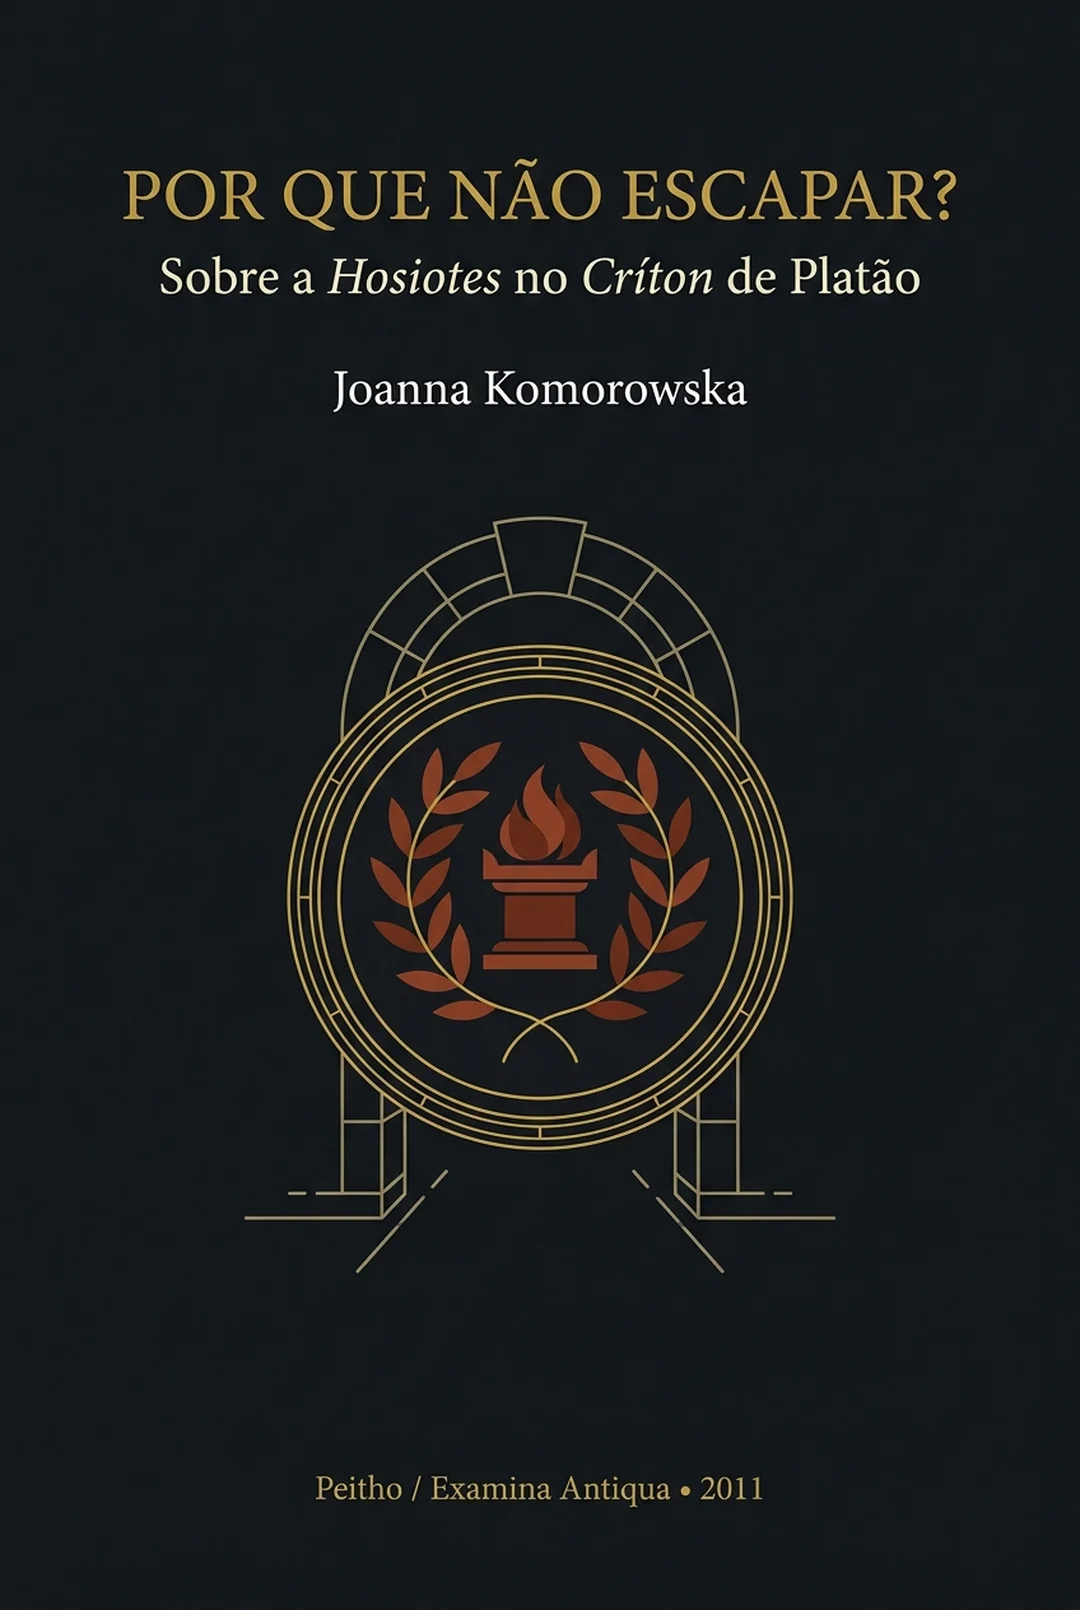 POR QUE NÃO ESCAPAR?
Sobre a Hosiotes no Críton de Platão
Joanna Komorowska
Peitho / Examina Antiqua • 2011